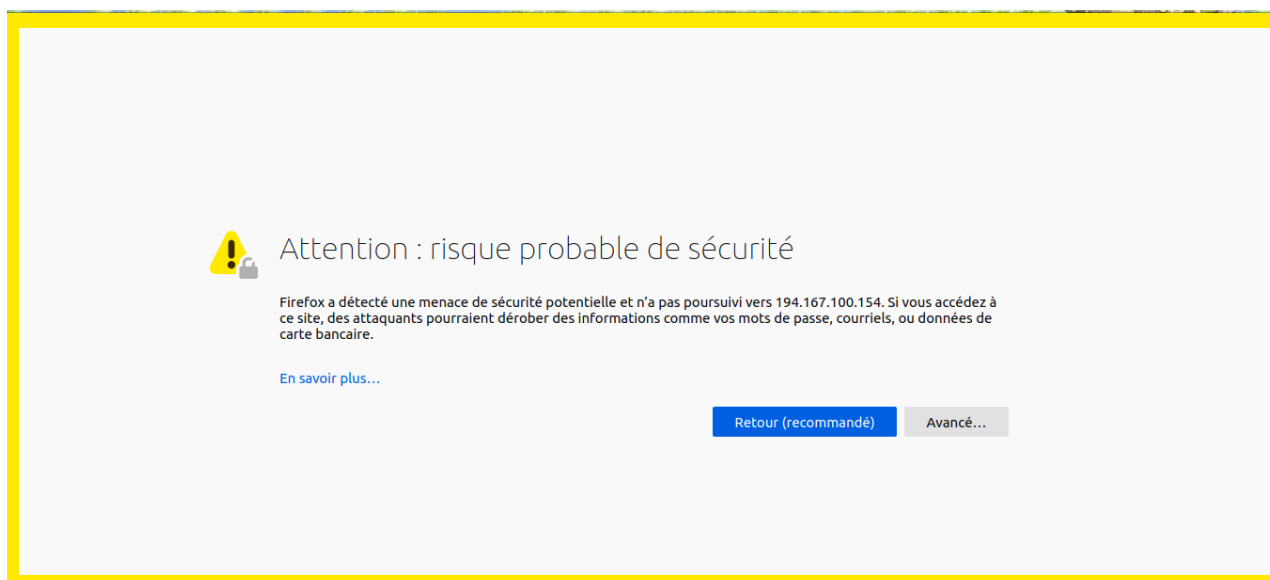 Attention : risque probable de sécurité
Firefox a détecté une menace de sécurité potentielle et n'a pas poursuivi vers 194.167.100.154. Si vous accédez à
ce site, des attaquants pourraient dérober des informations comme vos mots de passe, courriels, ou données de
carte bancaire.
En savoir plus…
Retour (recommandé)
Avancé…